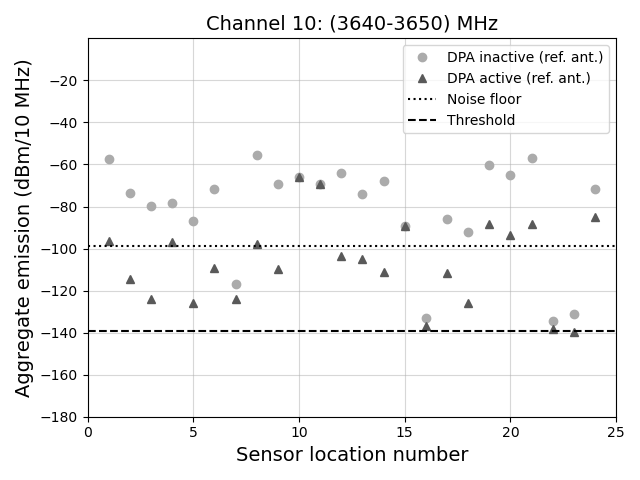 Channel 10: (3640-3650) MHz
DPA inactive (ref. ant.)
DPA active (ref. ant.)
Noise floor
Threshold
Aggregate emission (dBm/10 MHz)
−20
−40
−60
−80
−100
−120
−140
−160
−180
0 5 10 15 20 25
Sensor location number